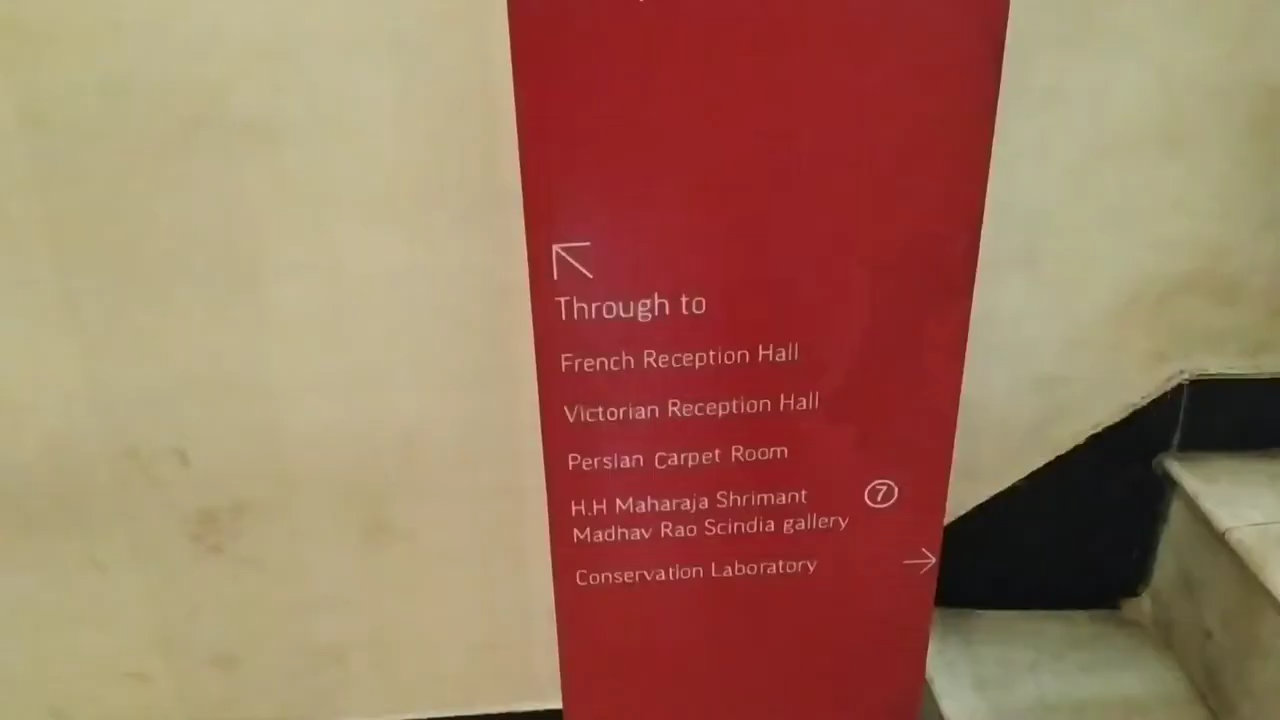 Through to
French Reception Hall
Victorian Reception Hall
Persian Carpet Room
H.H Maharaja Shrimant
7
Madhav Rao Scindia gallery
Conservation Laboratory